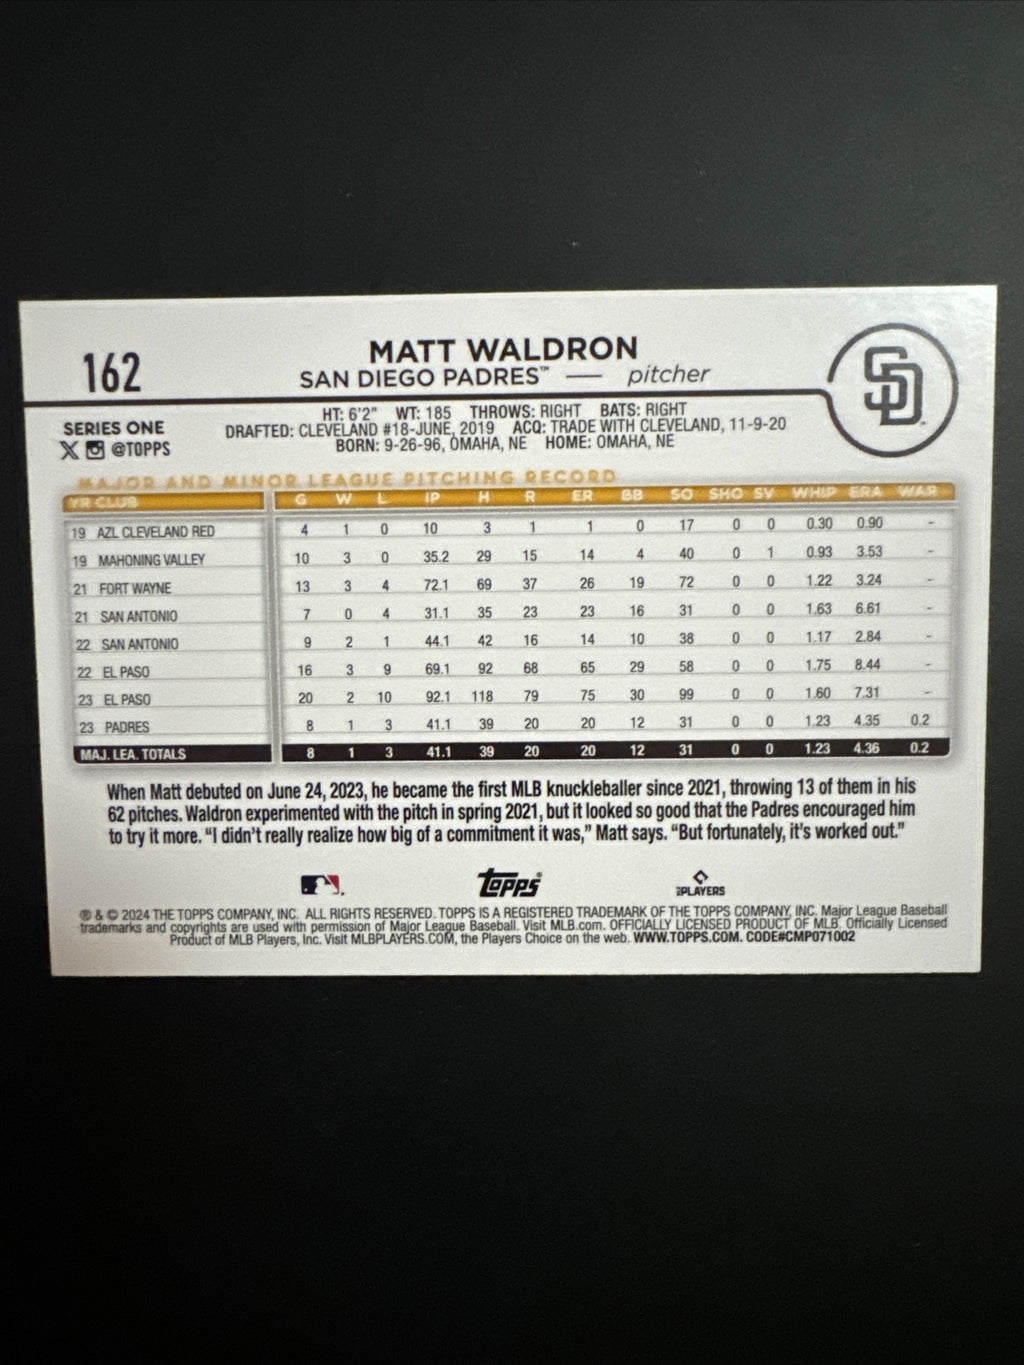 162
MATT WALDRON
SAN DIEGO PADRES™ — pitcher
SD
SERIES ONE
@TOPPS
HT: 6'2" WT: 185 THROWS: RIGHT BATS: RIGHT
DRAFTED: CLEVELAND #18-JUNE, 2019 ACQ: TRADE WITH CLEVELAND, 11-9-20
BORN: 9-26-96, OMAHA, NE HOME: OMAHA, NE
MAJOR AND MINOR LEAGUE PITCHING RECORD
YR CLUB G W L IP H R ER BB SO SHO SV WHIP ERA WAR
19 AZL CLEVELAND RED 4 1 0 10 3 1 1 0 17 0 0 0.30 0.90 -
19 MAHONING VALLEY 10 3 0 35.2 29 15 14 4 40 0 1 0.93 3.53 -
21 FORT WAYNE 13 3 4 72.1 69 37 26 19 72 0 0 1.22 3.24 -
21 SAN ANTONIO 7 0 4 31.1 35 23 23 16 31 0 0 1.63 6.61 -
22 SAN ANTONIO 9 2 1 44.1 42 16 14 10 38 0 0 1.17 2.84 -
22 EL PASO 16 3 9 69.1 92 68 65 29 58 0 0 1.75 8.44 -
23 EL PASO 20 2 10 92.1 118 79 75 30 99 0 0 1.60 7.31 -
23 PADRES 8 1 3 41.1 39 20 20 12 31 0 0 1.23 4.35 0.2
MAJ. LEA. TOTALS 8 1 3 41.1 39 20 20 12 31 0 0 1.23 4.36 0.2
When Matt debuted on June 24, 2023, he became the first MLB knuckleballer since 2021, throwing 13 of them in his
62 pitches. Waldron experimented with the pitch in spring 2021, but it looked so good that the Padres encouraged him
to try it more. “I didn't really realize how big of a commitment it was,” Matt says. “But fortunately, it's worked out.”
Topps®
MLB PLAYERS
® & © 2024 THE TOPPS COMPANY, INC. ALL RIGHTS RESERVED. TOPPS IS A REGISTERED TRADEMARK OF THE TOPPS COMPANY, INC. Major League Baseball
trademarks and copyrights are used with permission of Major League Baseball. Visit MLB.com. OFFICIALLY LICENSED PRODUCT OF MLB. Officially Licensed
Product of MLB Players, Inc. Visit MLBPLAYERS.COM, the Players Choice on the web. WWW.TOPPS.COM. CODE#CMP071002